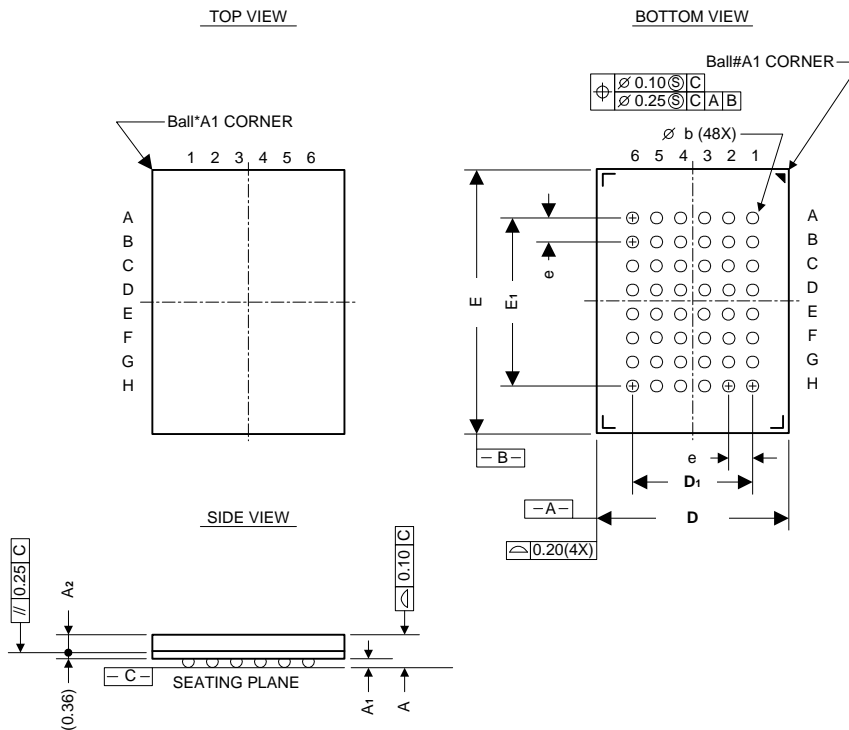 TOP VIEW
Ball*A1 CORNER
1 2 3 4 5 6
A
B
C
D
E
F
G
H
BOTTOM VIEW
Ball#A1 CORNER
⌖ ⌀ 0.10 Ⓢ C
⌀ 0.25 Ⓢ C A B
⌀ b (48X)
6 5 4 3 2 1
A
B
C
D
E
F
G
H
e
E
E1
e
D1
D
– B –
– A –
⌓ 0.20(4X)
SIDE VIEW
// 0.25 C
A2
(0.36)
⌓ 0.10 C
– C –
SEATING PLANE
A1
A